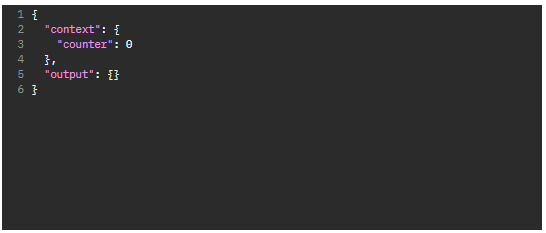 1 {
2   "context": {
3     "counter": 0
4   },
5   "output": {}
6 }